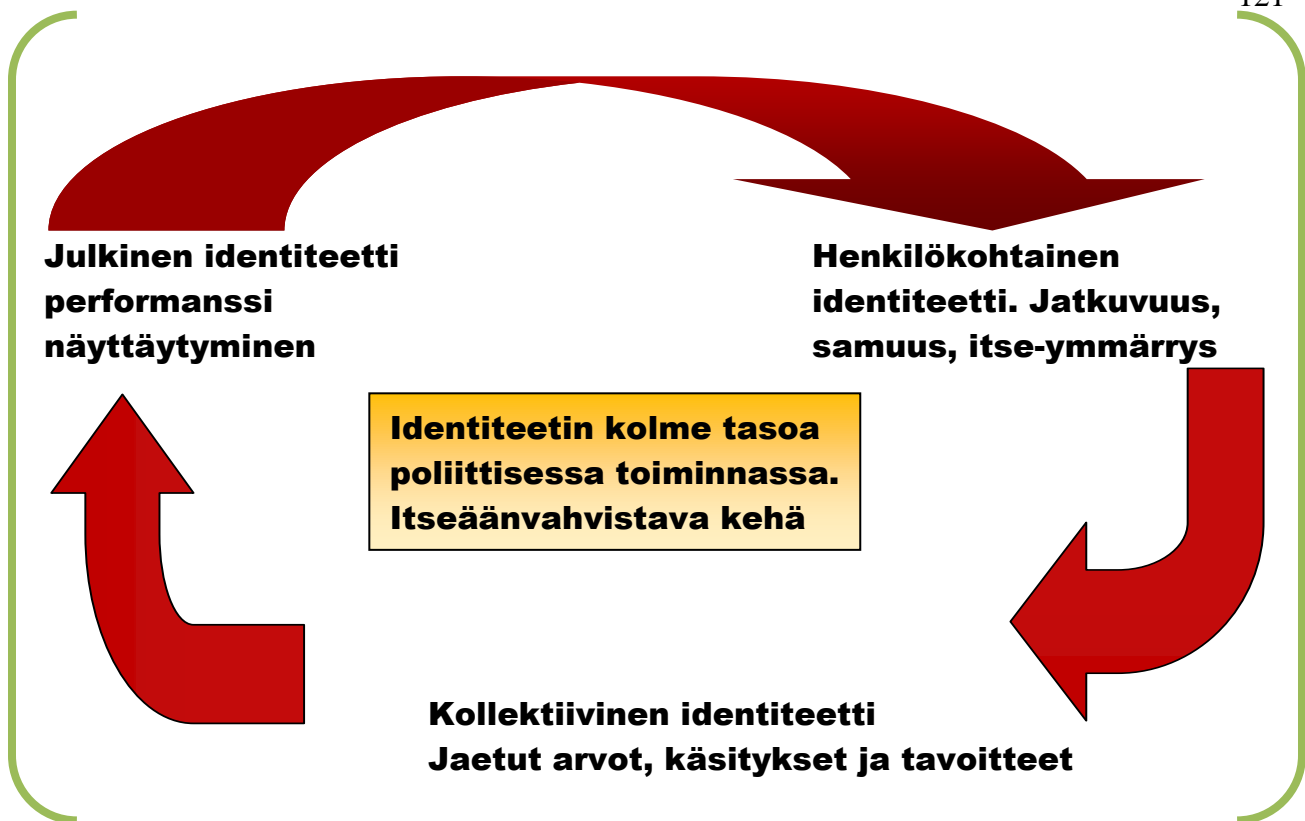 121
Julkinen identiteetti
performanssi
näyttäytyminen
Henkilökohtainen
identiteetti. Jatkuvuus,
samuus, itse-ymmärrys
Identiteetin kolme tasoa
poliittisessa toiminnassa.
Itseäänvahvistava kehä
Kollektiivinen identiteetti
Jaetut arvot, käsitykset ja tavoitteet